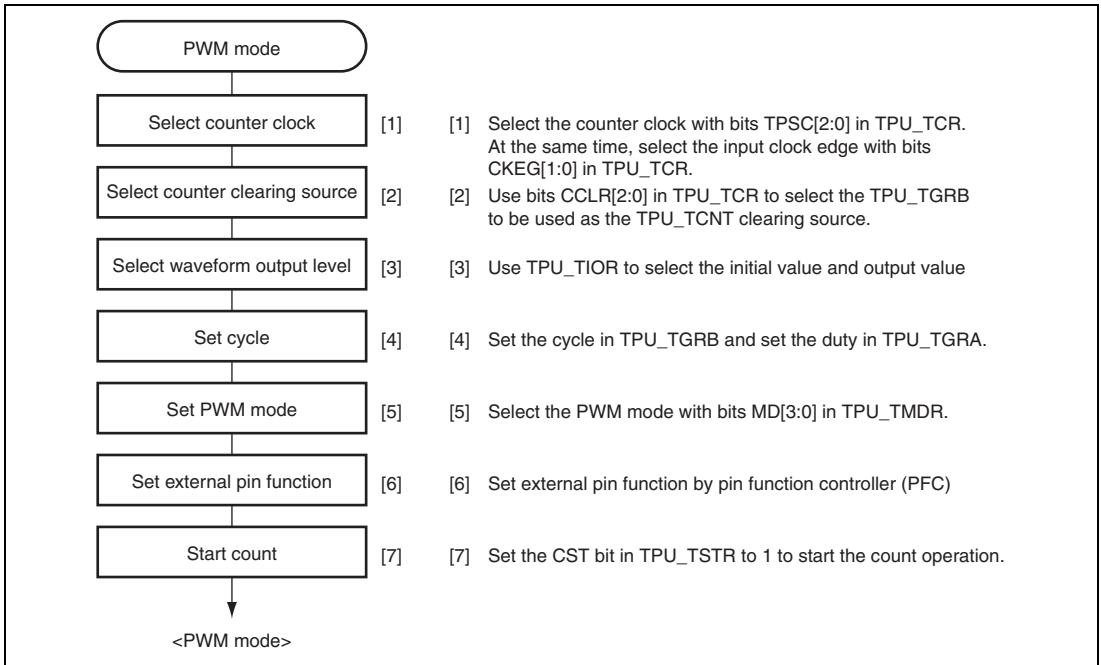 PWM mode
Select counter clock [1]
[1] Select the counter clock with bits TPSC[2:0] in TPU_TCR.
At the same time, select the input clock edge with bits
CKEG[1:0] in TPU_TCR.
Select counter clearing source [2]
[2] Use bits CCLR[2:0] in TPU_TCR to select the TPU_TGRB
to be used as the TPU_TCNT clearing source.
Select waveform output level [3]
[3] Use TPU_TIOR to select the initial value and output value
Set cycle [4]
[4] Set the cycle in TPU_TGRB and set the duty in TPU_TGRA.
Set PWM mode [5]
[5] Select the PWM mode with bits MD[3:0] in TPU_TMDR.
Set external pin function [6]
[6] Set external pin function by pin function controller (PFC)
Start count [7]
[7] Set the CST bit in TPU_TSTR to 1 to start the count operation.
<PWM mode>